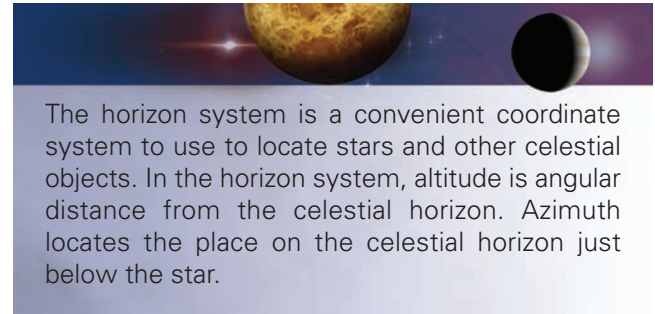 The horizon system is a convenient coordinate
system to use to locate stars and other celestial
objects. In the horizon system, altitude is angular
distance from the celestial horizon. Azimuth
locates the place on the celestial horizon just
below the star.